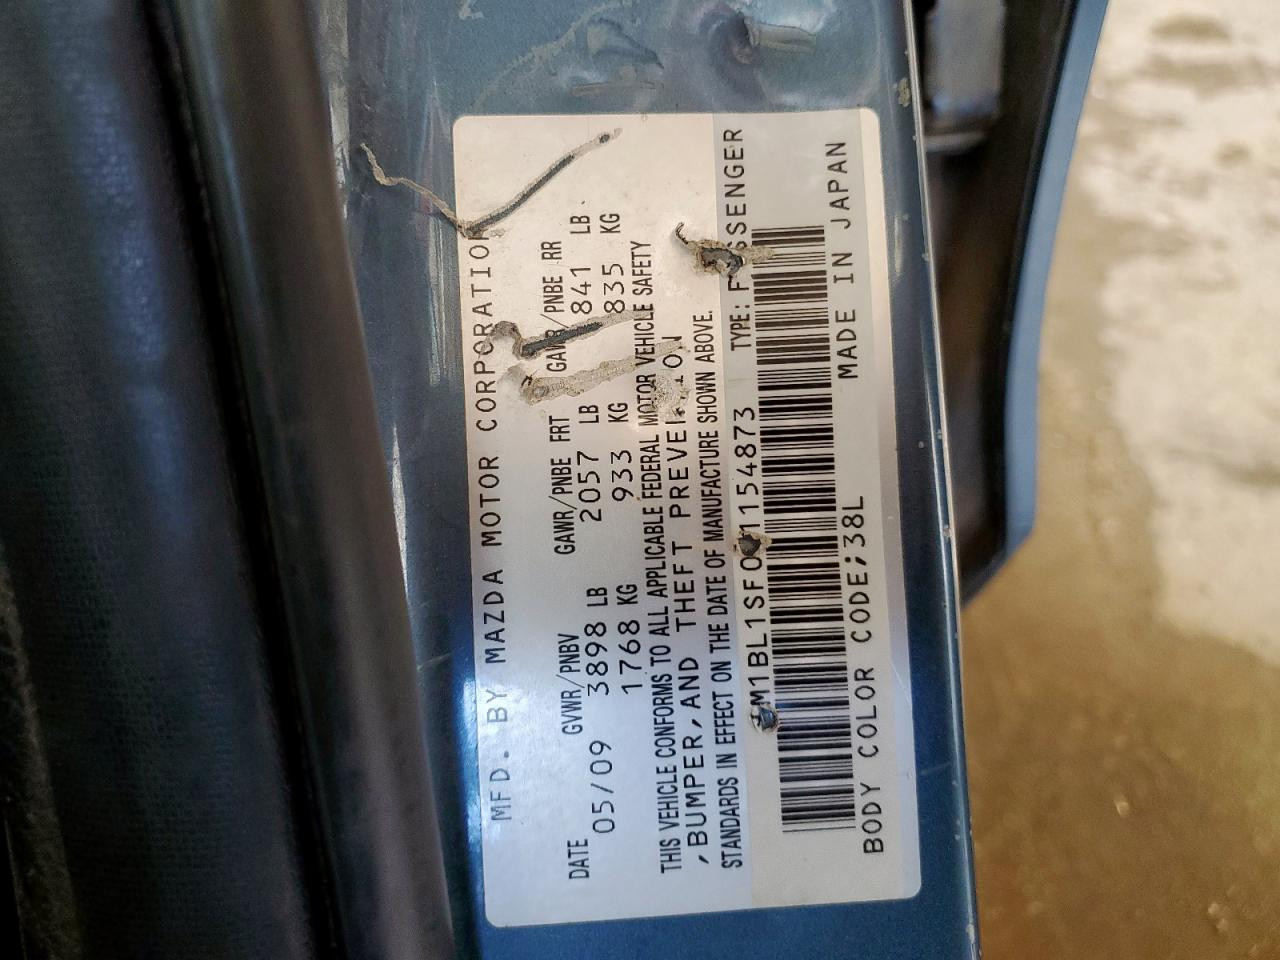 MFD. BY MAZDA MOTOR CORPORATION
DATE GVWR/PNBV GAWR/PNBE FRT GAWR/PNBE RR
05/09 3898 LB 2057 LB 841 LB
1768 KG 933 KG 835 KG
THIS VEHICLE CONFORMS TO ALL APPLICABLE FEDERAL MOTOR VEHICLE SAFETY
, BUMPER, AND THEFT PREVENTION
STANDARDS IN EFFECT ON THE DATE OF MANUFACTURE SHOWN ABOVE.
M1BL1SF 1154873 TYPE:
BODY COLOR CODE;38L MADE IN JAPAN